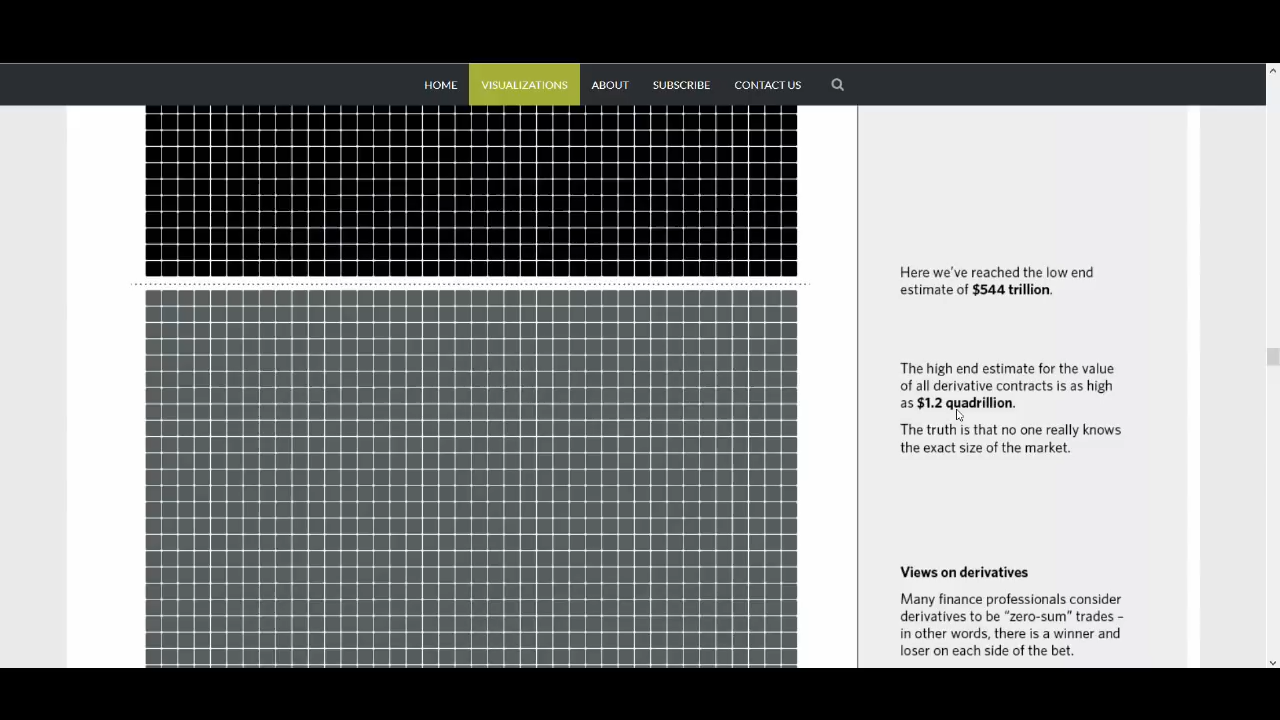 HOME VISUALIZATIONS ABOUT SUBSCRIBE CONTACT US
Here we’ve reached the low end
estimate of $544 trillion.
The high end estimate for the value
of all derivative contracts is as high
as $1.2 quadrillion.
The truth is that no one really knows
the exact size of the market.
Views on derivatives
Many finance professionals consider
derivatives to be “zero-sum” trades –
in other words, there is a winner and
loser on each side of the bet.